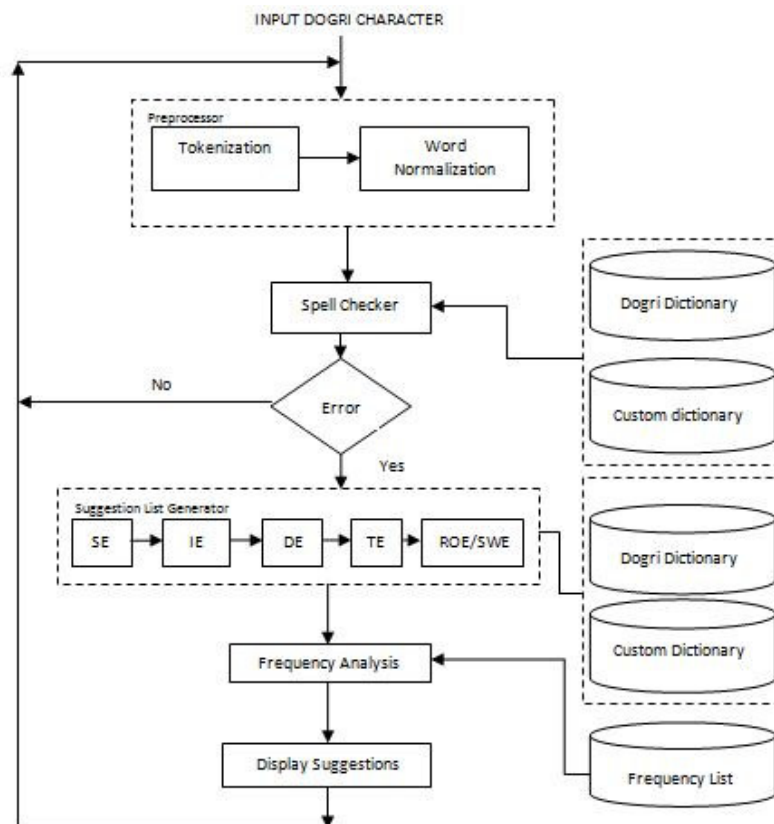 INPUT DOGRI CHARACTER
Preprocessor
Tokenization
Word
Normalization
Spell Checker
Dogri Dictionary
Custom dictionary
No
Error
Yes
Suggestion List Generator
SE
IE
DE
TE
ROE/SWE
Dogri Dictionary
Custom Dictionary
Frequency Analysis
Display Suggestions
Frequency List